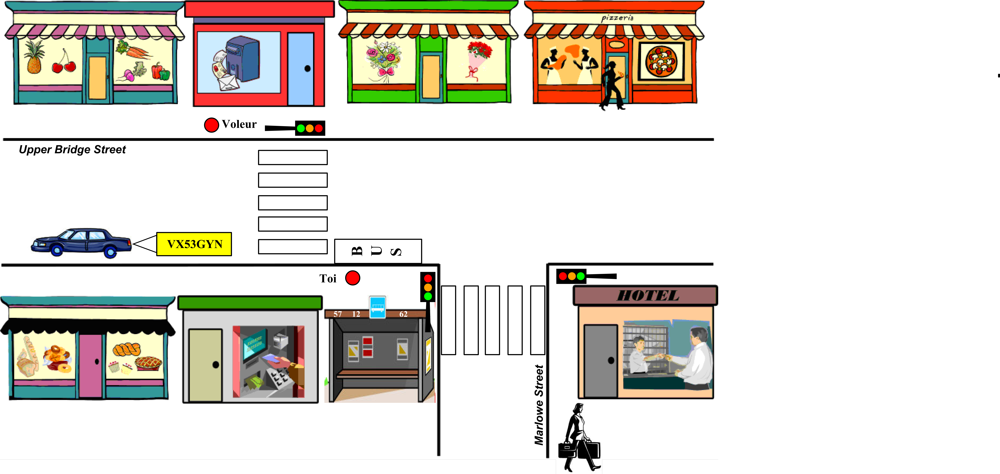 pizzeria
Voleur
Upper Bridge Street
VX53GYN
BUS
Toi
HOTEL
57 12 62
Marlowe Street